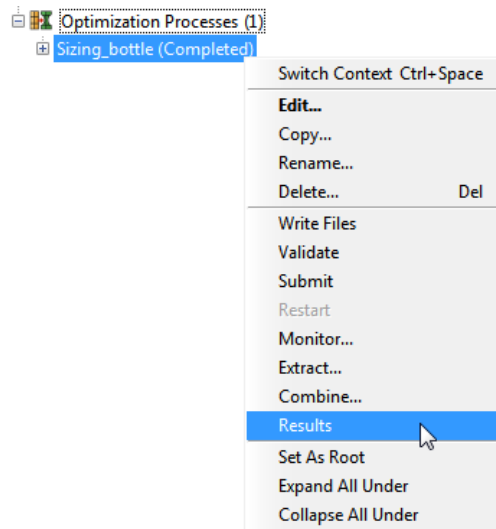 Optimization Processes (1)
Sizing_bottle (Completed)
Switch Context Ctrl+Space
Edit...
Copy...
Rename...
Delete... Del
Write Files
Validate
Submit
Restart
Monitor...
Extract...
Combine...
Results
Set As Root
Expand All Under
Collapse All Under